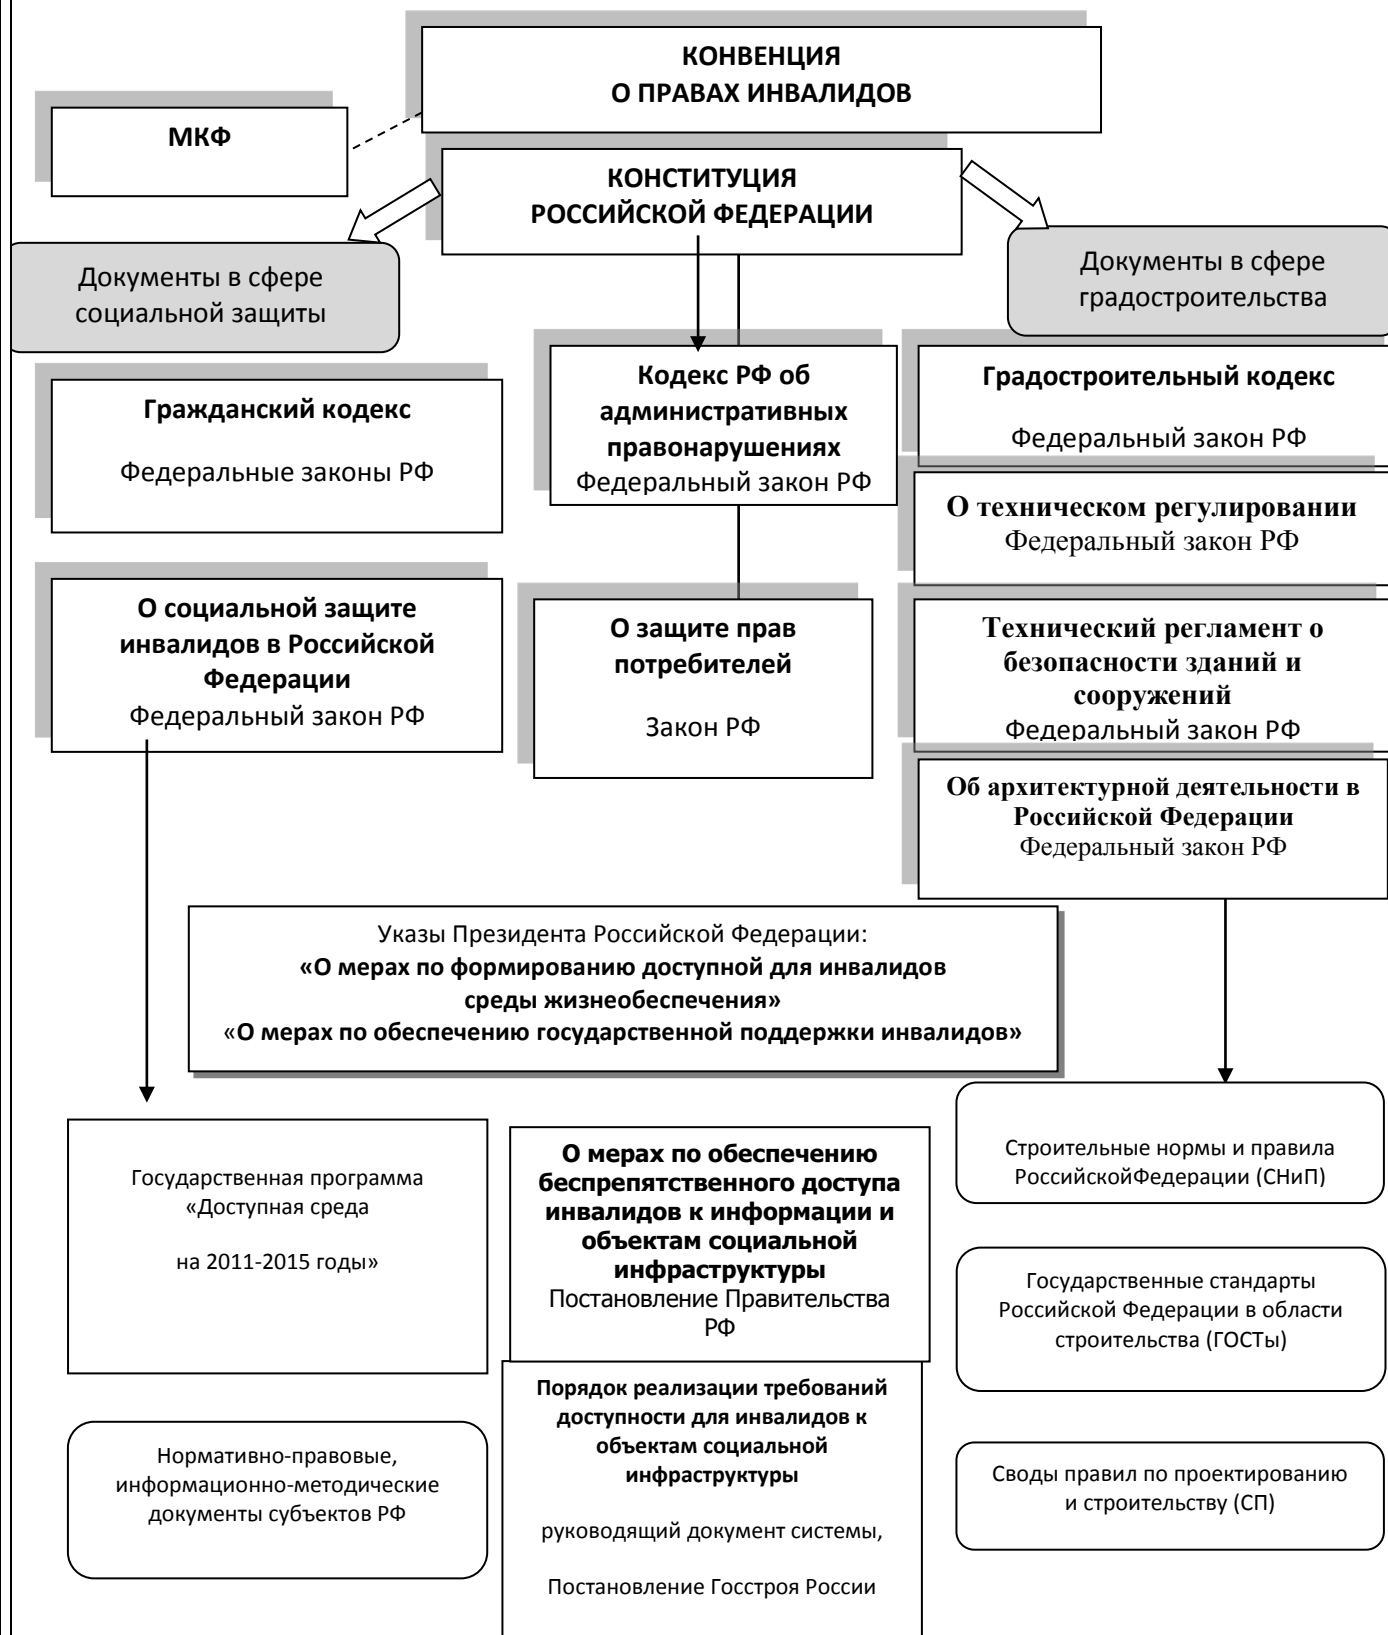 КОНВЕНЦИЯ
О ПРАВАХ ИНВАЛИДОВ
МКФ
КОНСТИТУЦИЯ
РОССИЙСКОЙ ФЕДЕРАЦИИ
Документы в сфере
социальной защиты
Документы в сфере
градостроительства
Гражданский кодекс
Федеральные законы РФ
О социальной защите
инвалидов в Российской
Федерации
Федеральный закон РФ
Кодекс РФ об
административных
правонарушениях
Федеральный закон РФ
О защите прав
потребителей
Закон РФ
Градостроительный кодекс
Федеральный закон РФ
О техническом регулировании
Федеральный закон РФ
Технический регламент о
безопасности зданий и
сооружений
Федеральный закон РФ
Об архитектурной деятельности в
Российской Федерации
Федеральный закон РФ
Указы Президента Российской Федерации:
«О мерах по формированию доступной для инвалидов
среды жизнеобеспечения»
«О мерах по обеспечению государственной поддержки инвалидов»
Государственная программа
«Доступная среда
на 2011-2015 годы»
Нормативно-правовые,
информационно-методические
документы субъектов РФ
О мерах по обеспечению
беспрепятственного доступа
инвалидов к информации и
объектам социальной
инфраструктуры
Постановление Правительства
РФ
Порядок реализации требований
доступности для инвалидов к
объектам социальной
инфраструктуры
руководящий документ системы,
Постановление Госстроя России
Строительные нормы и правила
РоссийскойФедерации (СНиП)
Государственные стандарты
Российской Федерации в области
строительства (ГОСТы)
Своды правил по проектированию
и строительству (СП)